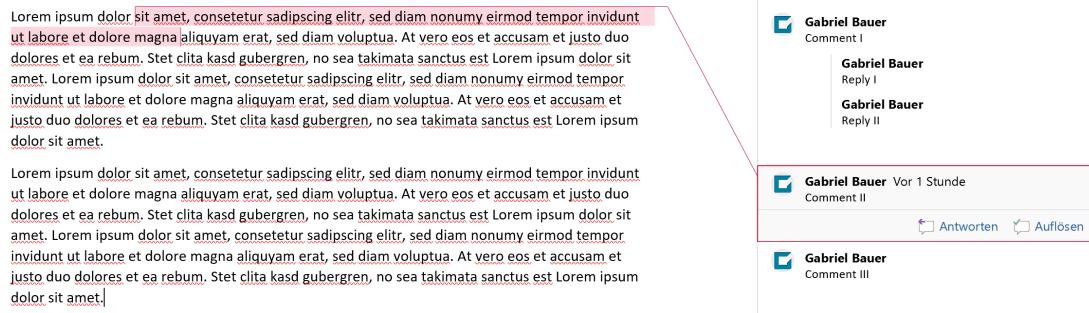 Lorem ipsum dolor sit amet, consetetur sadipscing elitr, sed diam nonumy eirmod tempor invidunt
ut labore et dolore magna aliquyam erat, sed diam voluptua. At vero eos et accusam et justo duo
dolores et ea rebum. Stet clita kasd gubergren, no sea takimata sanctus est Lorem ipsum dolor sit
amet. Lorem ipsum dolor sit amet, consetetur sadipscing elitr, sed diam nonumy eirmod tempor
invidunt ut labore et dolore magna aliquyam erat, sed diam voluptua. At vero eos et accusam et
justo duo dolores et ea rebum. Stet clita kasd gubergren, no sea takimata sanctus est Lorem ipsum
dolor sit amet.
Lorem ipsum dolor sit amet, consetetur sadipscing elitr, sed diam nonumy eirmod tempor invidunt
ut labore et dolore magna aliquyam erat, sed diam voluptua. At vero eos et accusam et justo duo
dolores et ea rebum. Stet clita kasd gubergren, no sea takimata sanctus est Lorem ipsum dolor sit
amet. Lorem ipsum dolor sit amet, consetetur sadipscing elitr, sed diam nonumy eirmod tempor
invidunt ut labore et dolore magna aliquyam erat, sed diam voluptua. At vero eos et accusam et
justo duo dolores et ea rebum. Stet clita kasd gubergren, no sea takimata sanctus est Lorem ipsum
dolor sit amet.
Gabriel Bauer
Comment I
Gabriel Bauer
Reply I
Gabriel Bauer
Reply II
Gabriel Bauer Vor 1 Stunde
Comment II
Antworten Auflösen
Gabriel Bauer
Comment III